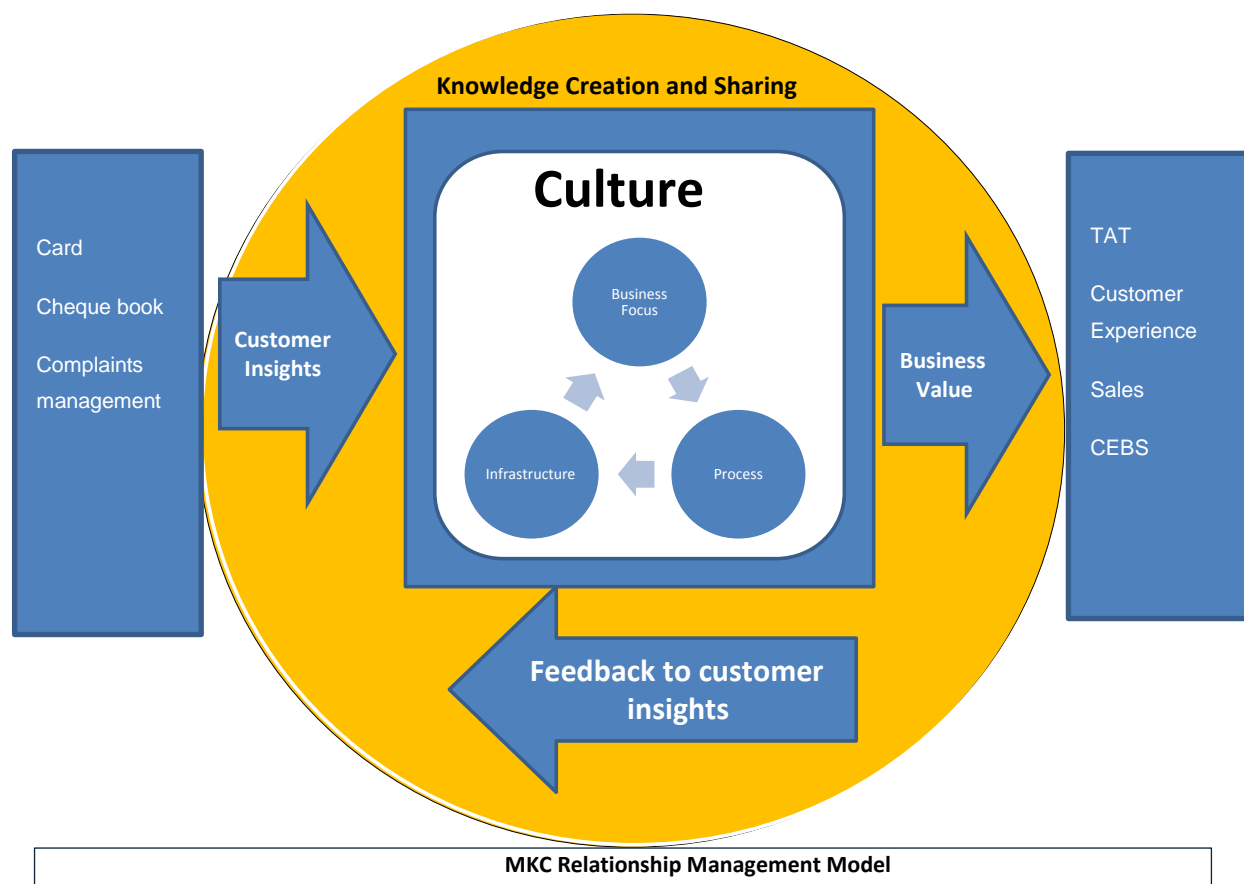 Knowledge Creation and Sharing
Card
Cheque book
Complaints
management
Customer
Insights
Culture
Business
Focus
Infrastructure
Process
Business
Value
TAT
Customer
Experience
Sales
CEBS
Feedback to customer
insights
MKC Relationship Management Model